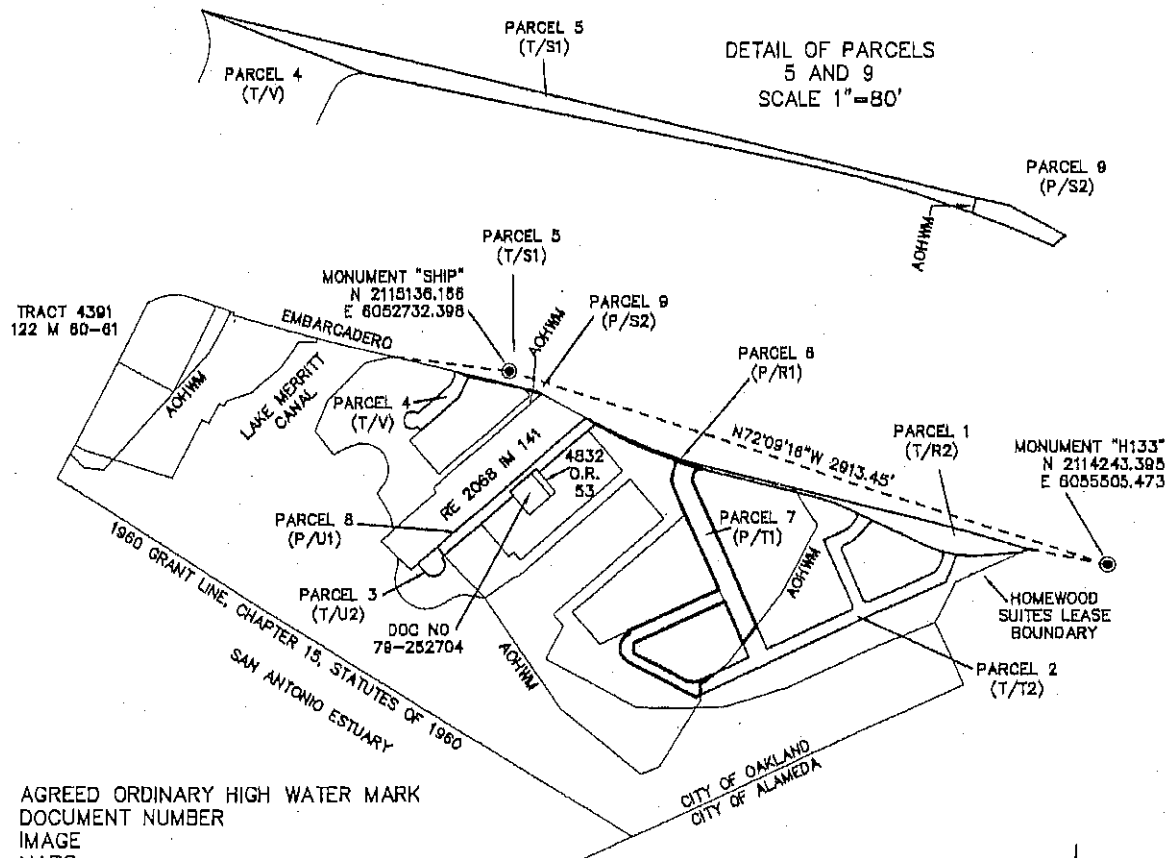 PARCEL 5
(T/S1)
DETAIL OF PARCELS
5 AND 9
SCALE 1"=80'
PARCEL 4
(T/V)
PARCEL 9
(P/S2)
AOHWM
PARCEL 5
(T/S1)
MONUMENT "SHIP"
N 2115136.166
E 6052732.398
PARCEL 9
(P/S2)
AOHWM
TRACT 4391
122 M 60-61
EMBARCADERO
AOHWM
LAKE MERRITT
CANAL
PARCEL 4
(T/V)
PARCEL 6
(P/R1)
N72°09'16"W 2913.45'
PARCEL 1
(T/R2)
MONUMENT "H133"
N 2114243.395
E 6055505.473
RE 2068 IM 141
4832
O.R.
53
PARCEL 8
(P/U1)
PARCEL 7
(P/T1)
AOHWM
PARCEL 3
(T/U2)
DOC NO
79-252704
AOHWM
HOMEWOOD
SUITES LEASE
BOUNDARY
PARCEL 2
(T/T2)
1960 GRANT LINE, CHAPTER 15, STATUTES OF 1960
SAN ANTONIO ESTUARY
CITY OF OAKLAND
CITY OF ALAMEDA
AGREED ORDINARY HIGH WATER MARK
DOCUMENT NUMBER
IMAGE